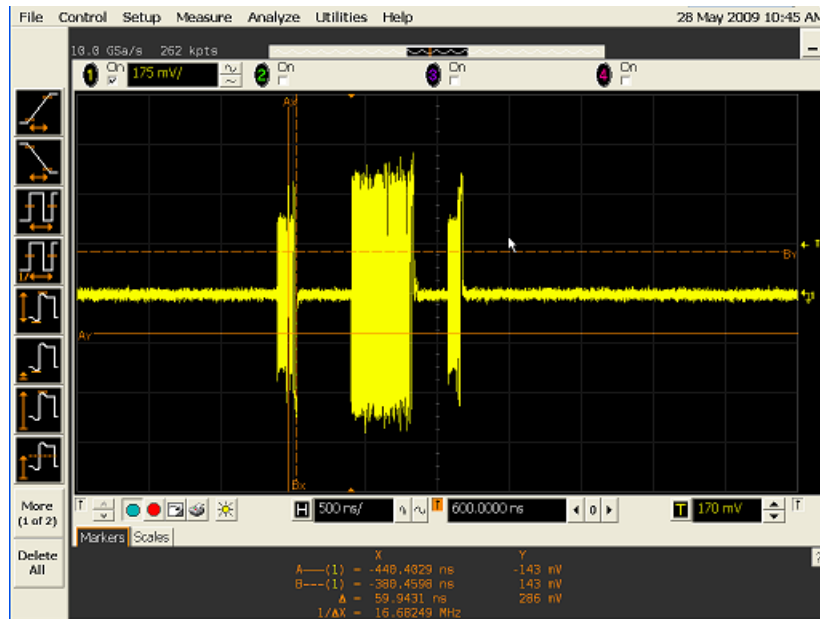 File Control Setup Measure Analyze Utilities Help 28 May 2009 10:45 AM
10.0 GSa/s 262 kpts
1 On 175 mV/ 2 On 3 On 4 On
Ax
T
By
1
Ay
Bx
More
(1 of 2)
Delete
All
T H 500 ns/ T 600.0000 ns 0 T 170 mV T
Markers Scales
X Y
A——(1) = -440.4029 ns -143 mV
B---(1) = -380.4598 ns 143 mV
Δ = 59.9431 ns 286 mV
1/ΔX = 16.68249 MHz
?